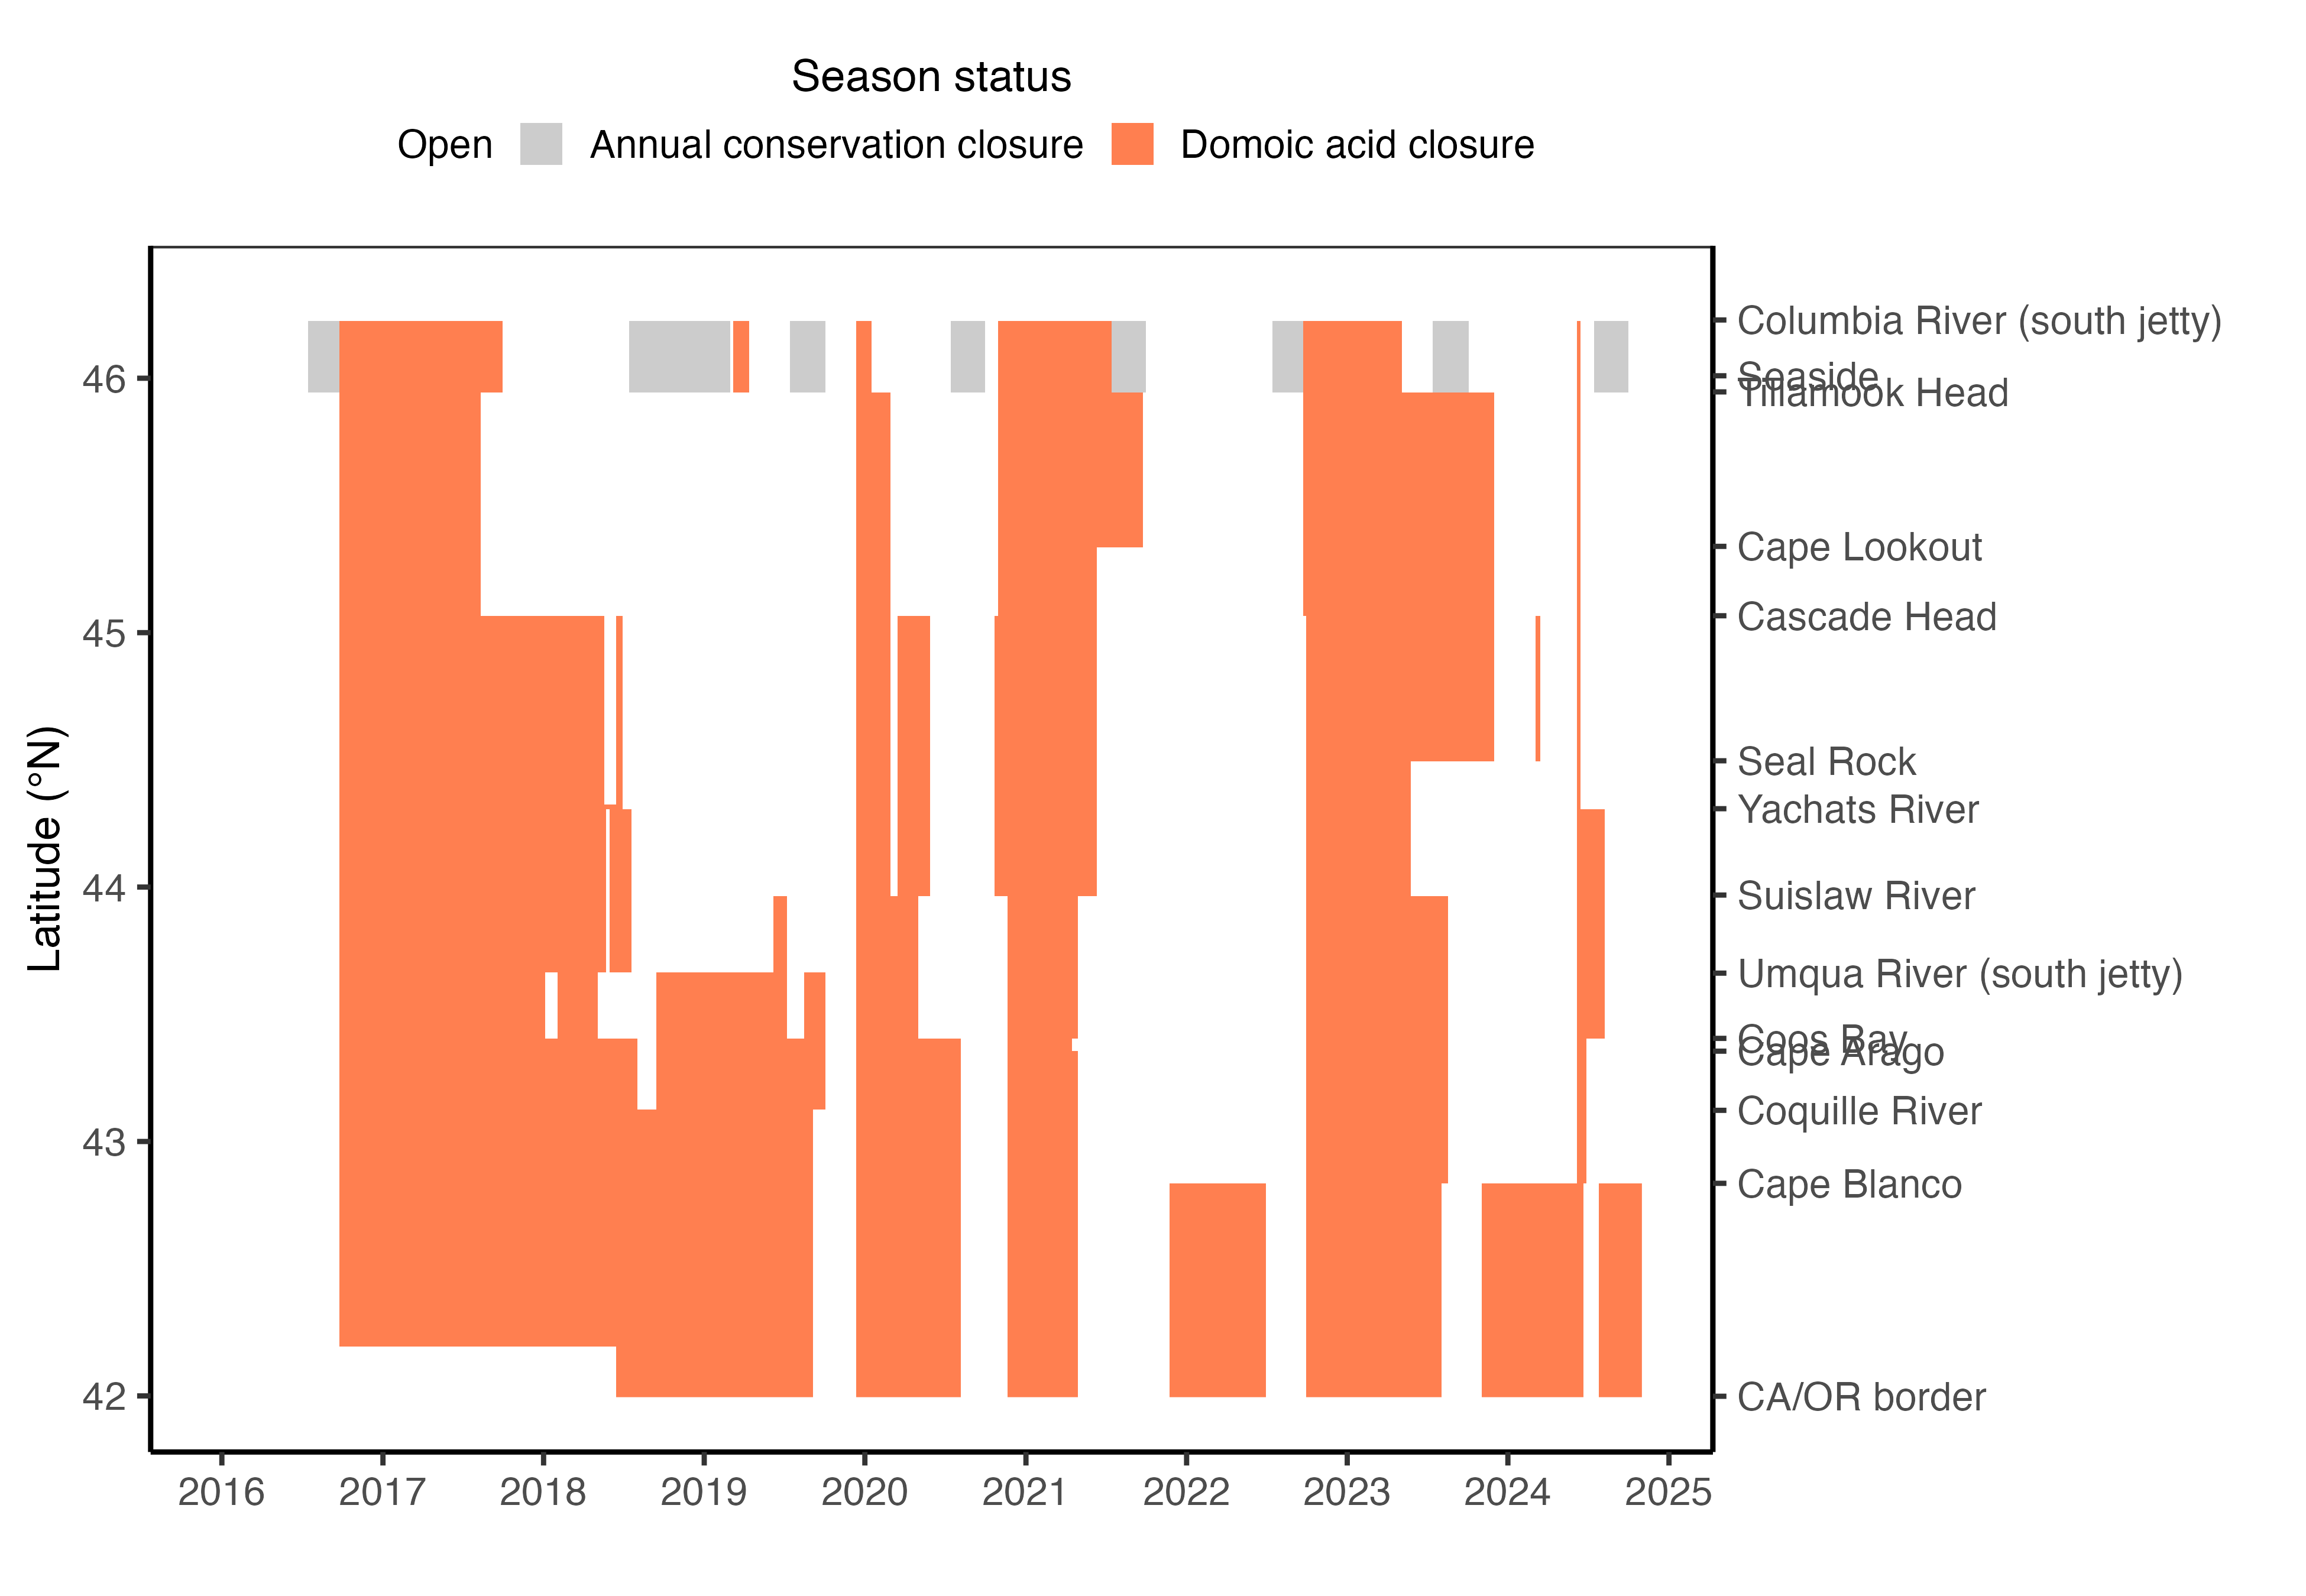 Season status
Open Annual conservation closure Domoic acid closure
Latitude (°N)
46
45
44
43
42
Columbia River (south jetty)
Seaside
Tillamook Head
Cape Lookout
Cascade Head
Seal Rock
Yachats River
Suislaw River
Umqua River (south jetty)
Coos Bay
Cape Arago
Coquille River
Cape Blanco
CA/OR border
2016 2017 2018 2019 2020 2021 2022 2023 2024 2025